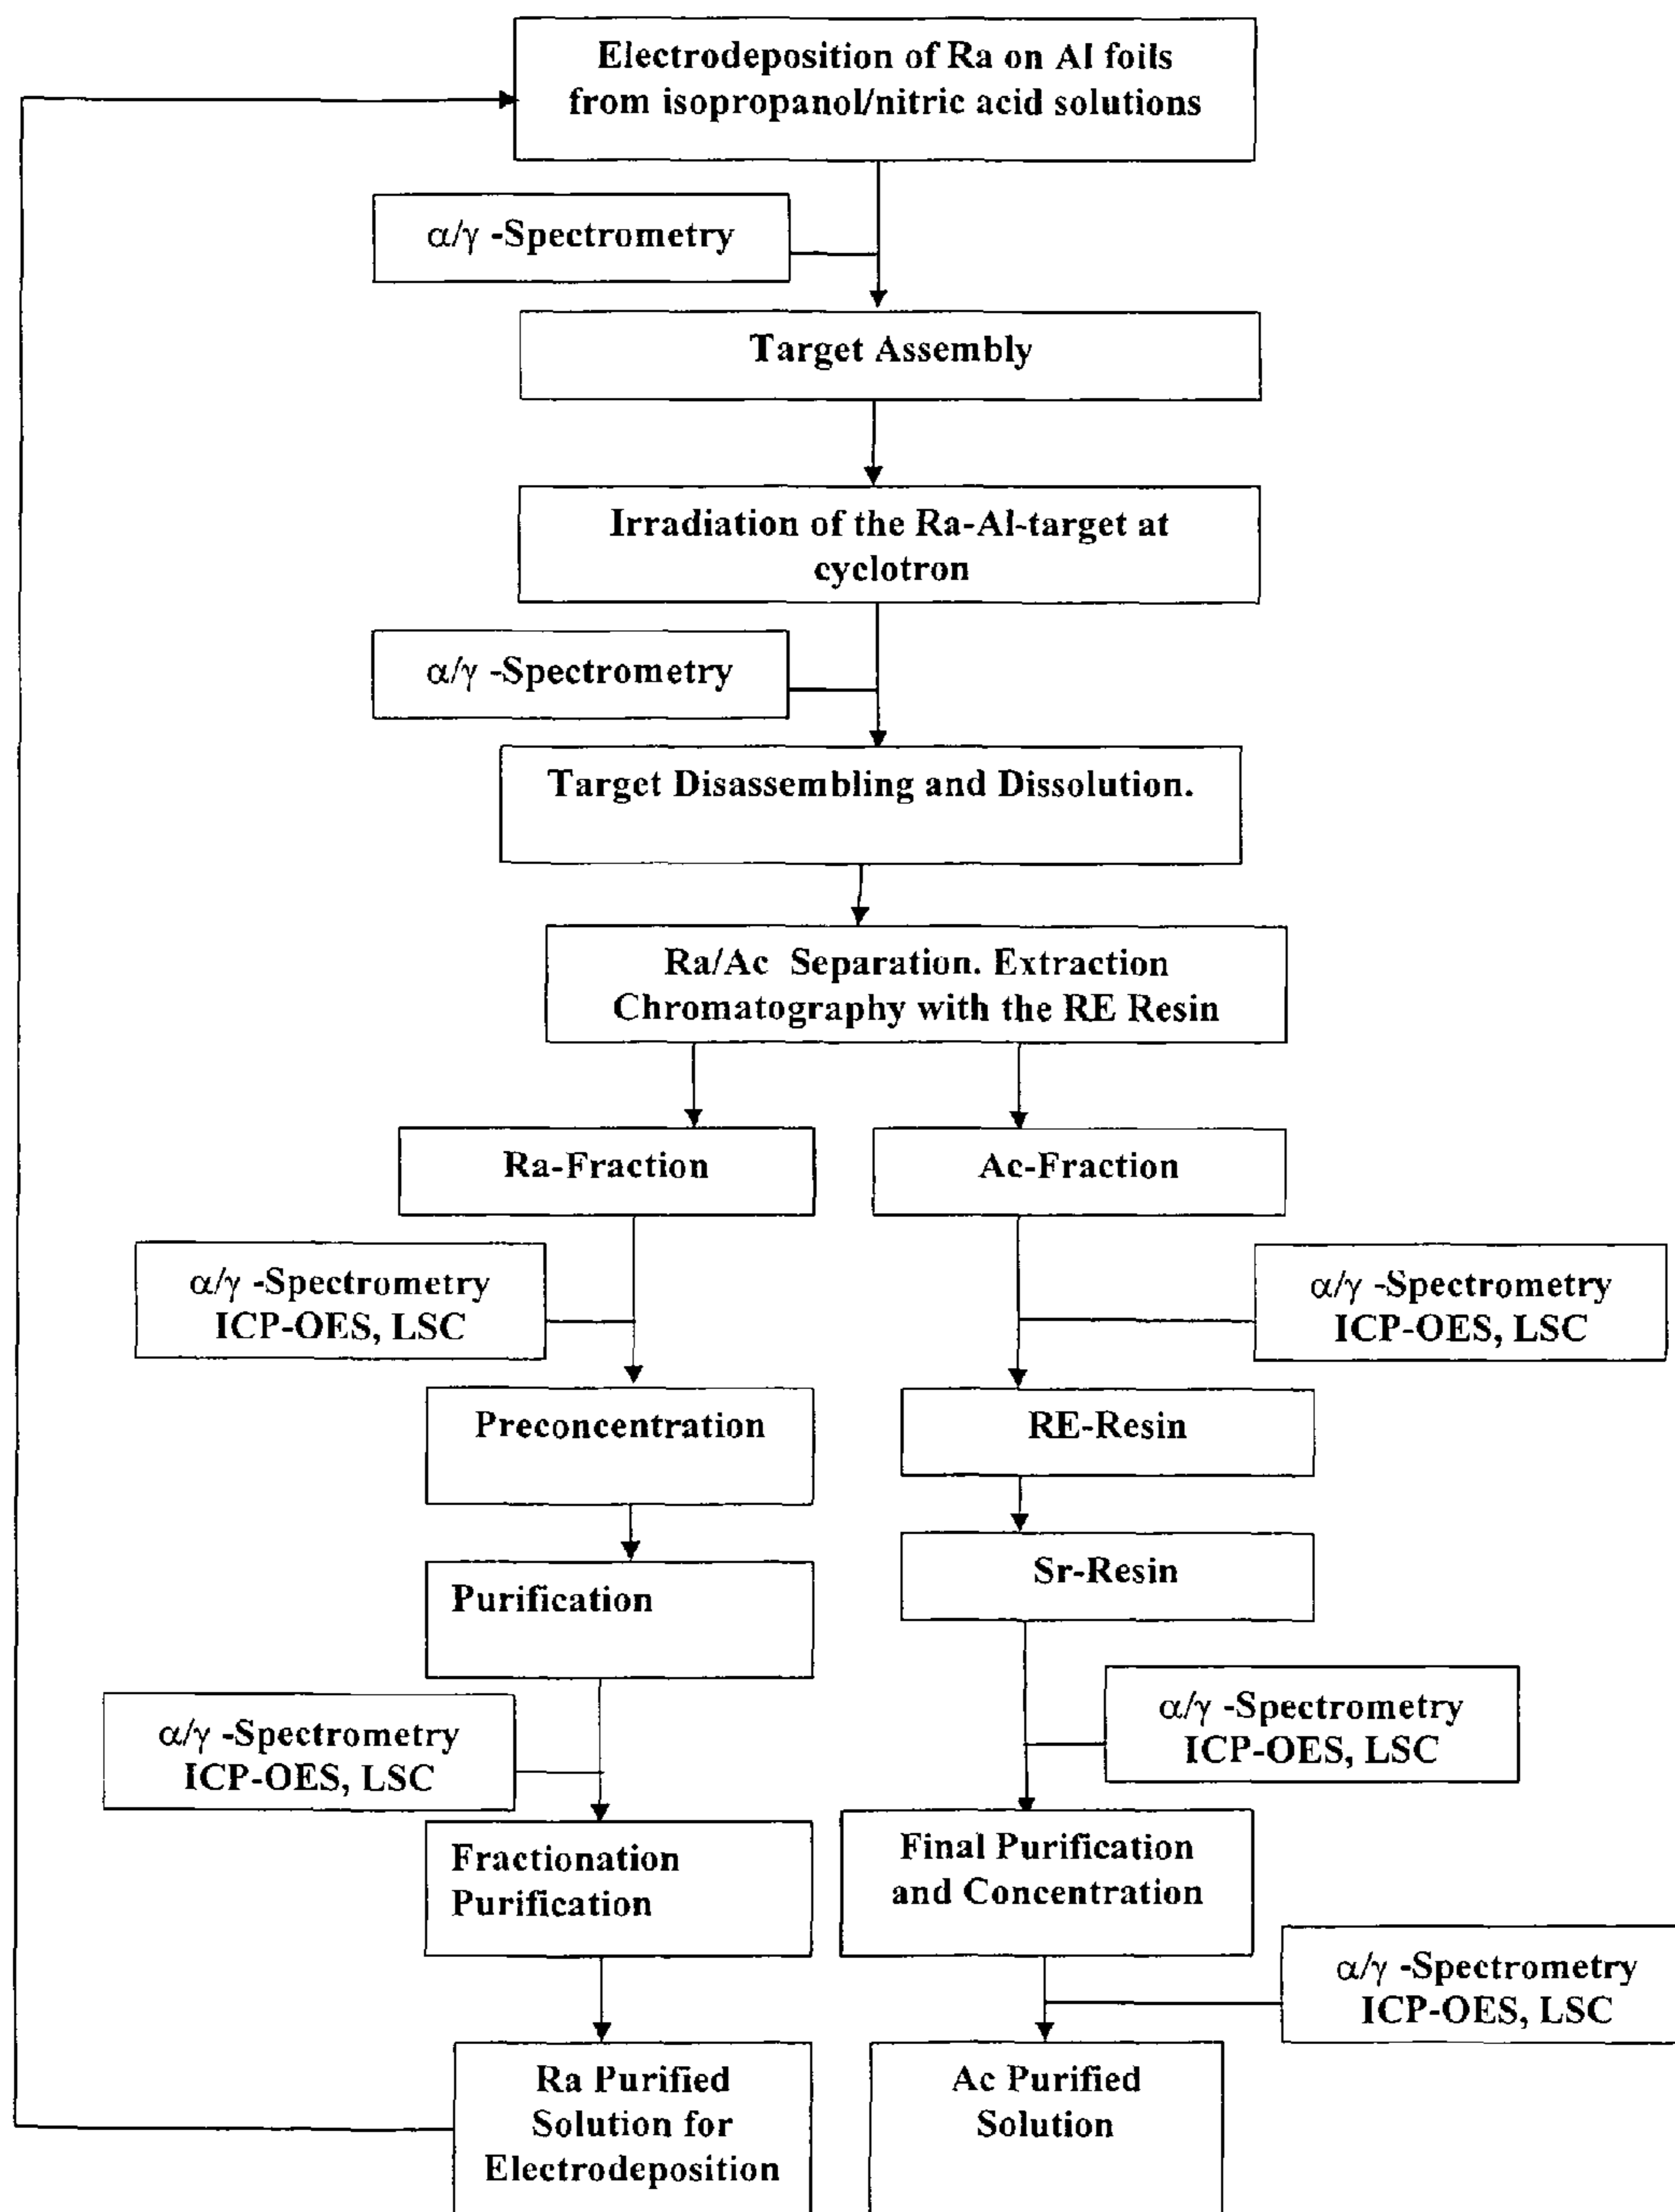 Electrodeposition of Ra on Al foils
from isopropanol/nitric acid solutions
α/γ -Spectrometry
Target Assembly
Irradiation of the Ra-Al-target at
cyclotron
α/γ -Spectrometry
Target Disassembling and Dissolution.
Ra/Ac Separation. Extraction
Chromatography with the RE Resin
Ra-Fraction
Ac-Fraction
α/γ -Spectrometry
ICP-OES, LSC
α/γ -Spectrometry
ICP-OES, LSC
Preconcentration
RE-Resin
Purification
Sr-Resin
α/γ -Spectrometry
ICP-OES, LSC
α/γ -Spectrometry
ICP-OES, LSC
Fractionation
Purification
Final Purification
and Concentration
α/γ -Spectrometry
ICP-OES, LSC
Ra Purified
Solution for
Electrodeposition
Ac Purified
Solution